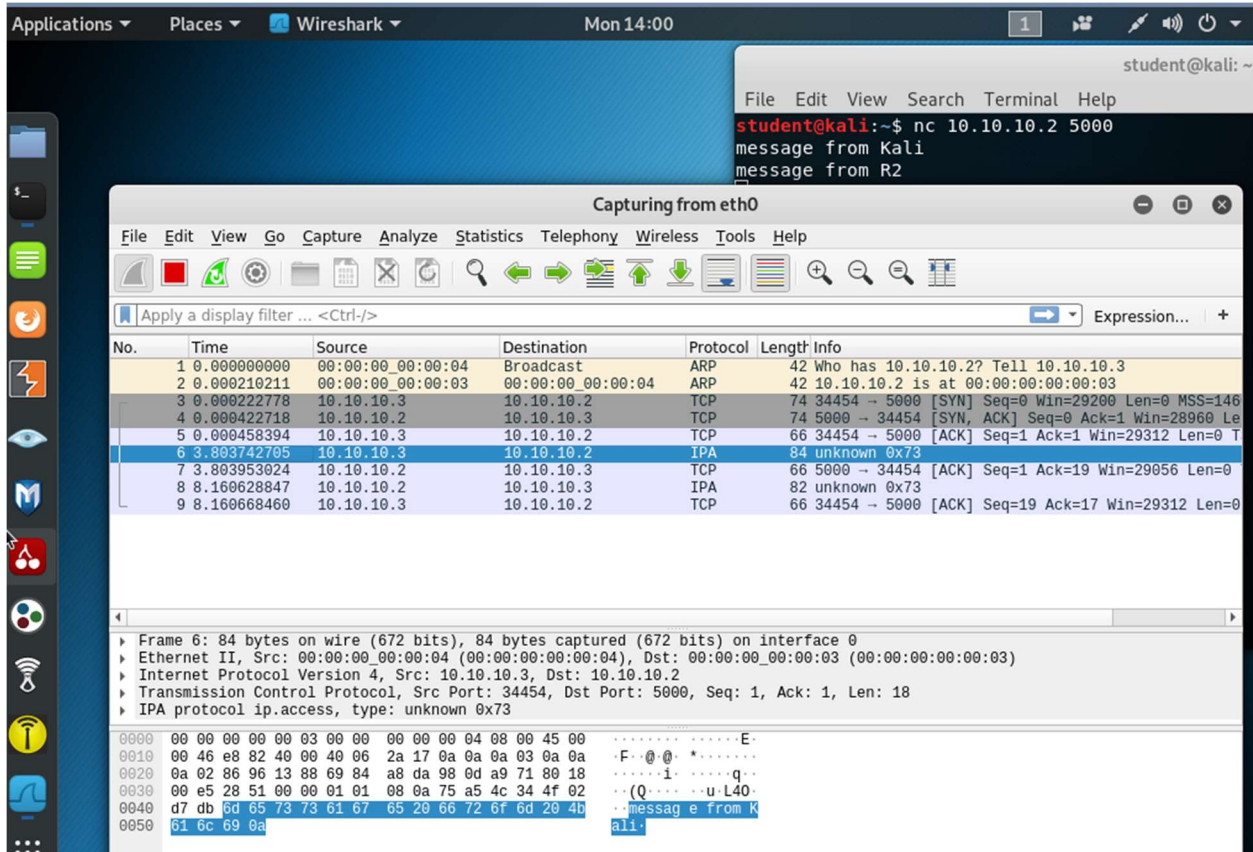 Applications Places Wireshark Mon 14:00 1
student@kali: ~
File Edit View Search Terminal Help
student@kali:~$ nc 10.10.10.2 5000
message from Kali
message from R2
Capturing from eth0
File Edit View Go Capture Analyze Statistics Telephony Wireless Tools Help
Apply a display filter ... <Ctrl-/> Expression... +
No. Time Source Destination Protocol Length Info
1 0.000000000 00:00:00_00:00:04 Broadcast ARP 42 Who has 10.10.10.2? Tell 10.10.10.3
2 0.000210211 00:00:00_00:00:03 00:00:00_00:00:04 ARP 42 10.10.10.2 is at 00:00:00:00:00:03
3 0.000222778 10.10.10.3 10.10.10.2 TCP 74 34454 → 5000 [SYN] Seq=0 Win=29200 Len=0 MSS=146
4 0.000422718 10.10.10.2 10.10.10.3 TCP 74 5000 → 34454 [SYN, ACK] Seq=0 Ack=1 Win=28960 Le
5 0.000458394 10.10.10.3 10.10.10.2 TCP 66 34454 → 5000 [ACK] Seq=1 Ack=1 Win=29312 Len=0 T
6 3.803742705 10.10.10.3 10.10.10.2 IPA 84 unknown 0x73
7 3.803953024 10.10.10.2 10.10.10.3 TCP 66 5000 → 34454 [ACK] Seq=1 Ack=19 Win=29056 Len=0
8 8.160628847 10.10.10.2 10.10.10.3 IPA 82 unknown 0x73
9 8.160668460 10.10.10.3 10.10.10.2 TCP 66 34454 → 5000 [ACK] Seq=19 Ack=17 Win=29312 Len=0
Frame 6: 84 bytes on wire (672 bits), 84 bytes captured (672 bits) on interface 0
Ethernet II, Src: 00:00:00_00:00:04 (00:00:00:00:00:04), Dst: 00:00:00_00:00:03 (00:00:00:00:00:03)
Internet Protocol Version 4, Src: 10.10.10.3, Dst: 10.10.10.2
Transmission Control Protocol, Src Port: 34454, Dst Port: 5000, Seq: 1, Ack: 1, Len: 18
IPA protocol ip.access, type: unknown 0x73
0000 00 00 00 00 00 03 00 00 00 00 00 04 08 00 45 00 ········ ······E·
0010 00 46 e8 82 40 00 40 06 2a 17 0a 0a 0a 03 0a 0a ·F··@·@· *·······
0020 0a 02 86 96 13 88 69 84 a8 da 98 0d a9 71 80 18 ······i· ·····q··
0030 00 e5 28 51 00 00 01 01 08 0a 75 a5 4c 34 4f 02 ··(Q···· ··u·L4O·
0040 d7 db 6d 65 73 73 61 67 65 20 66 72 6f 6d 20 4b ··messag e from K
0050 61 6c 69 0a ali·